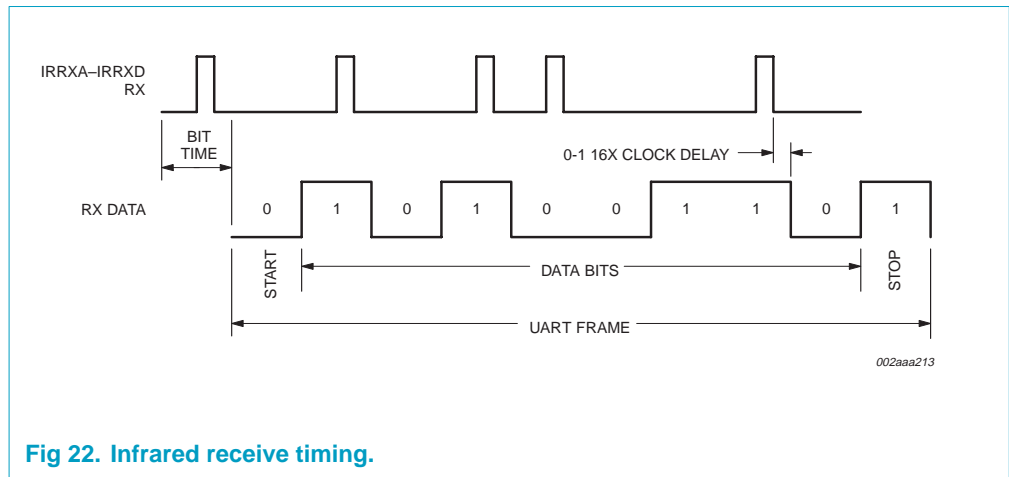 IRRXA–IRRXD
RX
BIT
TIME
0-1 16X CLOCK DELAY
RX DATA
0 1 0 1 0 0 1 1 0 1
START
DATA BITS
STOP
UART FRAME
002aaa213
Fig 22. Infrared receive timing.